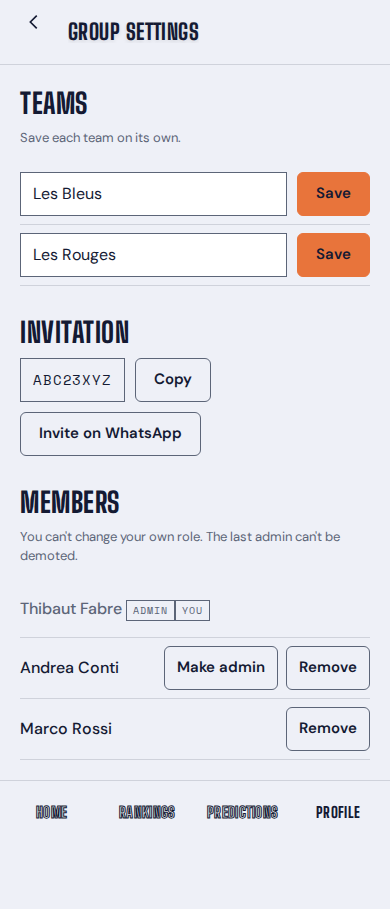 GROUP SETTINGS
TEAMS
Save each team on its own.
Les Bleus
Save
Les Rouges
Save
INVITATION
ABC23XYZ
Copy
Invite on WhatsApp
MEMBERS
You can't change your own role. The last admin can't be
demoted.
Thibaut Fabre ADMIN YOU
Andrea Conti
Make admin
Remove
Marco Rossi
Remove
HOME RANKINGS PREDICTIONS PROFILE